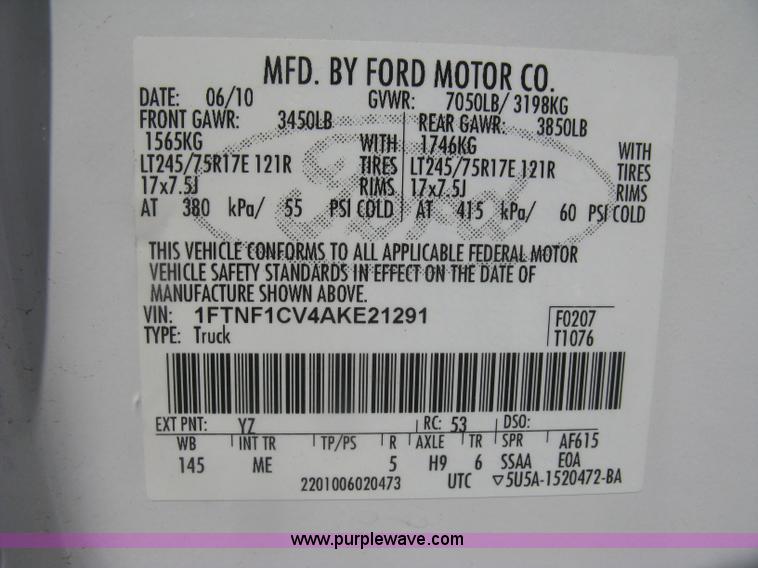 MFD. BY FORD MOTOR CO.
DATE: 06/10 GVWR: 7050LB/ 3198KG
FRONT GAWR: 3450LB REAR GAWR: 3850LB
1565KG WITH 1746KG WITH
LT245/75R17E 121R TIRES LT245/75R17E 121R TIRES
17x7.5J RIMS 17x7.5J RIMS
AT 380 kPa/ 55 PSI COLD AT 415 kPa/ 60 PSI COLD
Ford
THIS VEHICLE CONFORMS TO ALL APPLICABLE FEDERAL MOTOR
VEHICLE SAFETY STANDARDS IN EFFECT ON THE DATE OF
MANUFACTURE SHOWN ABOVE.
VIN: 1FTNF1CV4AKE21291 F0207
TYPE: Truck T1076
EXT PNT: YZ RC: 53 DSO:
WB INT TR TP/PS R AXLE TR SPR AF615
145 ME 5 H9 6 SSAA EOA
2201006020473 UTC ▽5U5A-1520472-BA
www.purplewave.com